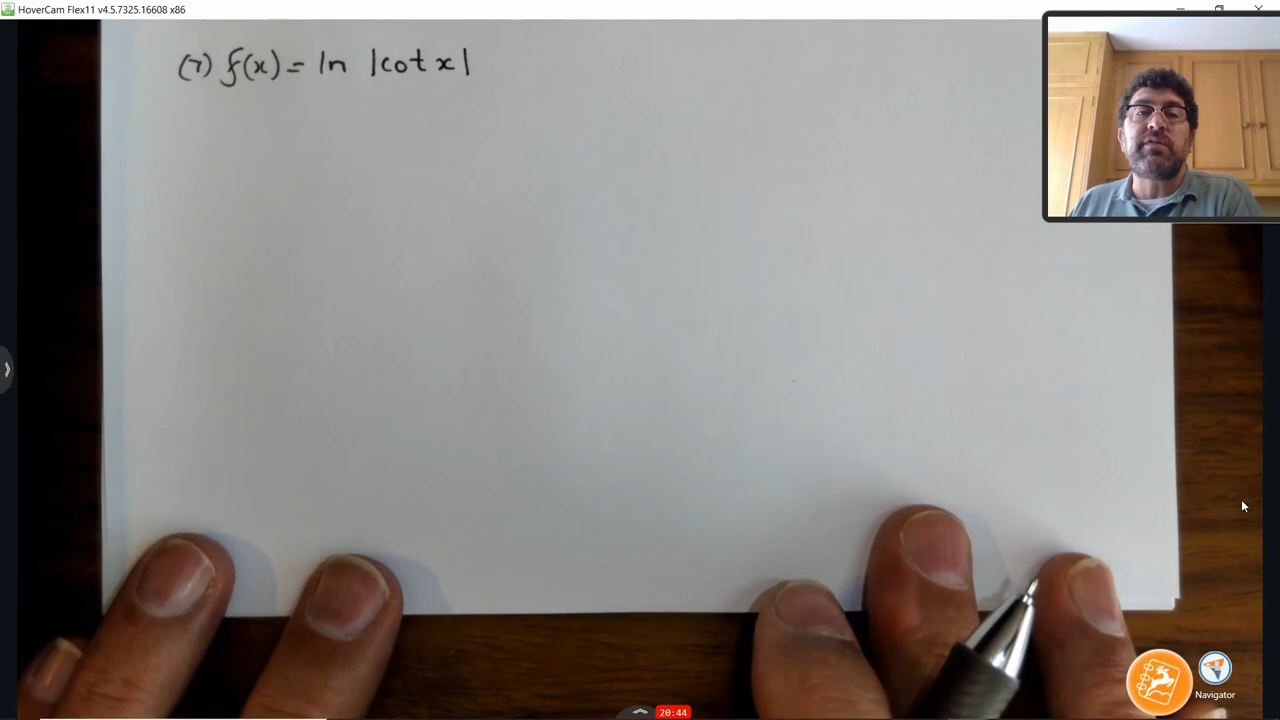 HoverCam Flex11 v4.5.7325.16608 x86
(7) f(x) = ln |cot x|
Navigator
20:44